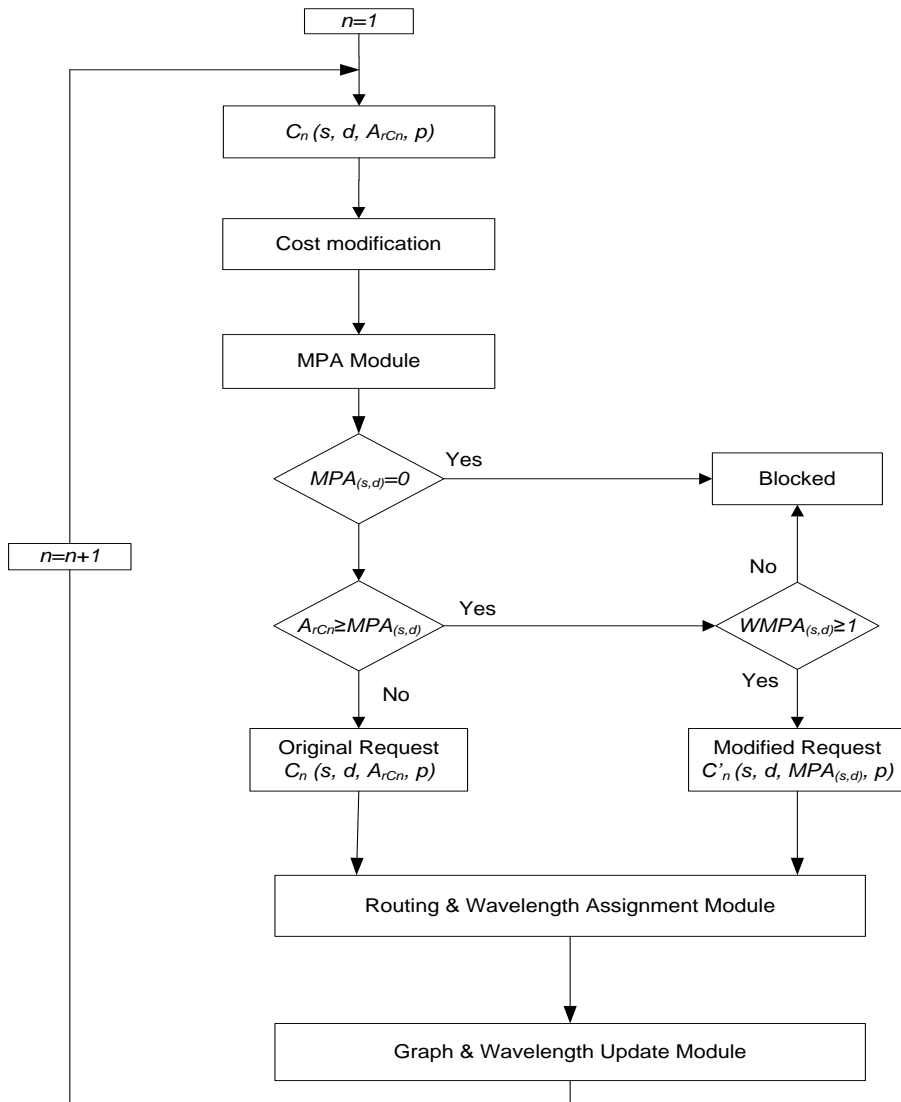 n=1
Cn (s, d, ArCn, p)
Cost modification
MPA Module
Yes
MPA(s,d)=0
Blocked
n=n+1
No
Yes
ArCn≥MPA(s,d)
WMPA(s,d)≥1
No
Yes
Original Request
Cn (s, d, ArCn, p)
Modified Request
C'n (s, d, MPA(s,d), p)
Routing & Wavelength Assignment Module
Graph & Wavelength Update Module